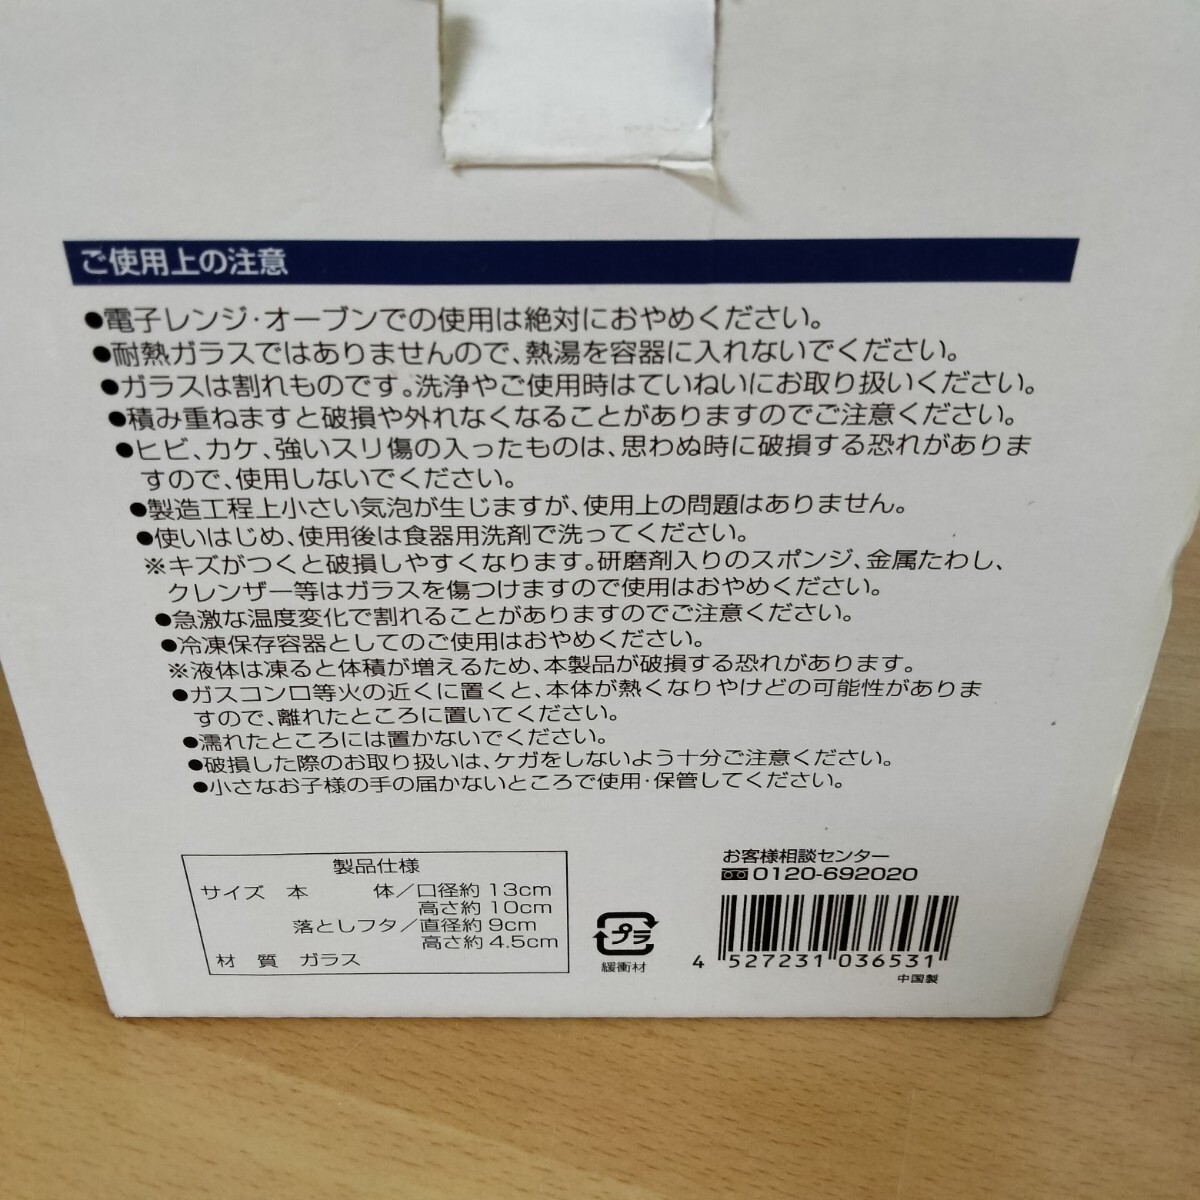 ご使用上の注意
●電子レンジ・オーブンでの使用は絶対におやめください。
●耐熱ガラスではありませんので、熱湯を容器に入れないでください。
●ガラスは割れものです。洗浄やご使用時はていねいにお取り扱いください。
●積み重ねますと破損や外れなくなることがありますのでご注意ください。
●ヒビ、カケ、強いスリ傷の入ったものは、思わぬ時に破損する恐れがありま
すので、使用しないでください。
●製造工程上小さい気泡が生じますが、使用上の問題はありません。
●使いはじめ、使用後は食器用洗剤で洗ってください。
※キズがつくと破損しやすくなります。研磨剤入りのスポンジ、金属たわし、
クレンザー等はガラスを傷つけますので使用はおやめください。
●急激な温度変化で割れることがありますのでご注意ください。
●冷凍保存容器としてのご使用はおやめください。
※液体は凍ると体積が増えるため、本製品が破損する恐れがあります。
●ガスコンロ等火の近くに置くと、本体が熱くなりやけどの可能性がありま
すので、離れたところに置いてください。
●濡れたところには置かないでください。
●破損した際のお取り扱いは、ケガをしないよう十分ご注意ください。
●小さなお子様の手の届かないところで使用・保管してください。
製品仕様
サイズ 本 体/口径約13cm
高さ約10cm
落としフタ/直径約9cm
高さ約4.5cm
材 質 ガラス
プラ
緩衝材
お客様相談センター
0120-692020
4 527231 036531
中国製